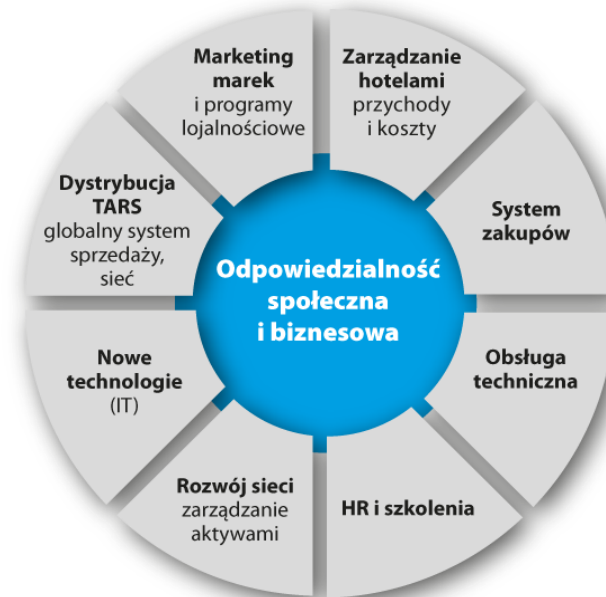 Marketing
marek
i programy
lojalnościowe
Zarządzanie
hotelami
przychody
i koszty
System
zakupów
Obsługa
techniczna
HR i szkolenia
Rozwój sieci
zarządzanie
aktywami
Nowe
technologie
(IT)
Dystrybucja
TARS
globalny system
sprzedaży,
sieć
Odpowiedzialność
społeczna
i biznesowa